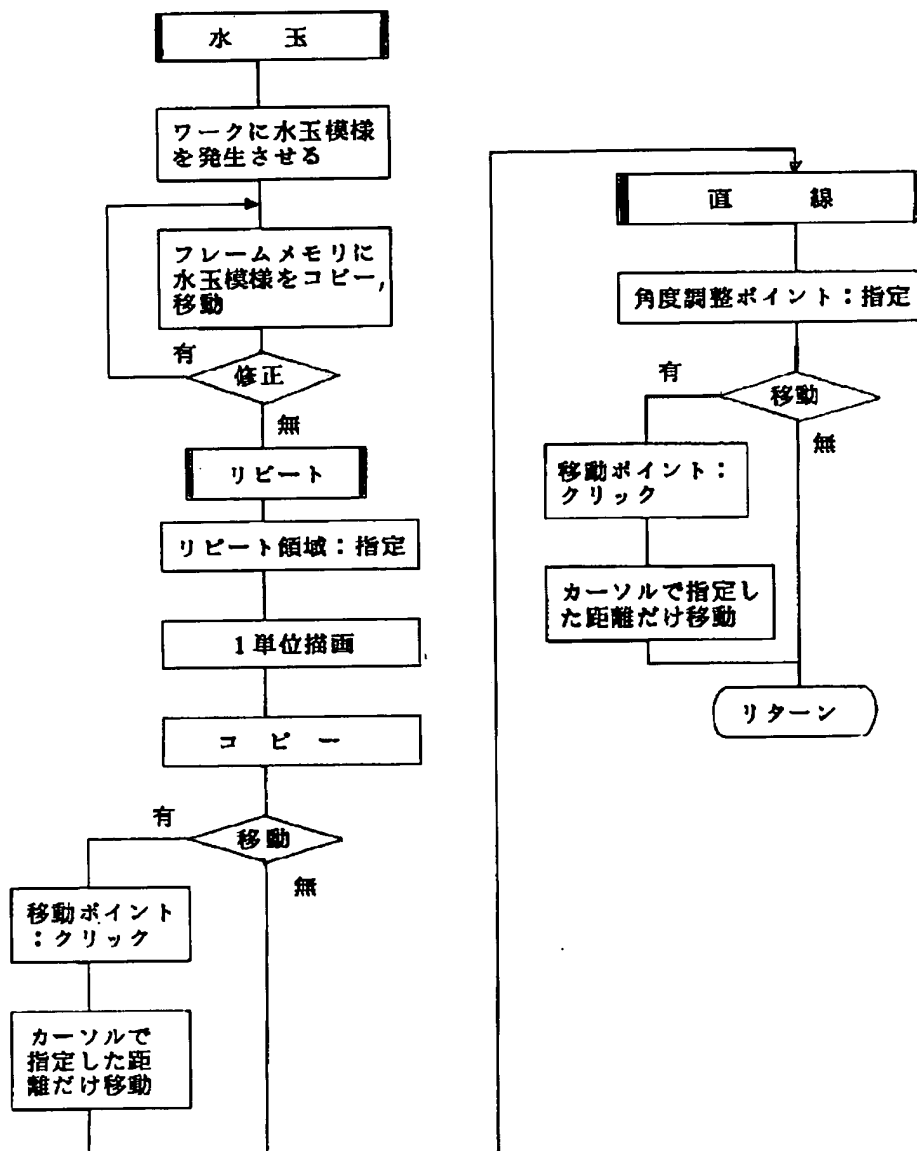 水 玉
ワークに水玉模様
を発生させる
フレームメモリに
水玉模様をコピー,
移動
有
修正
無
リピート
リピート領域：指定
1単位描画
コピー
有
移動
無
移動ポイント
：クリック
カーソルで
指定した距
離だけ移動
直 線
角度調整ポイント：指定
有
移動
無
移動ポイント：
クリック
カーソルで指定し
た距離だけ移動
リターン